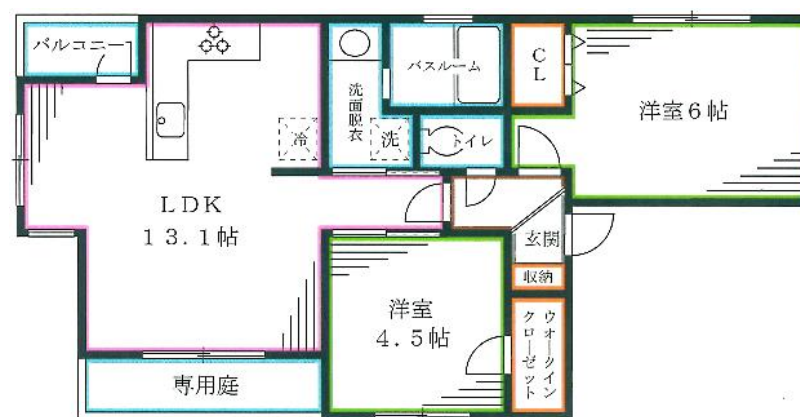 バルコニー
冷
洗面脱衣
洗
バスルーム
トイレ
CL
洋室6帖
LDK
13.1帖
玄関
収納
洋室
4.5帖
ウオークイン
クローゼット
専用庭